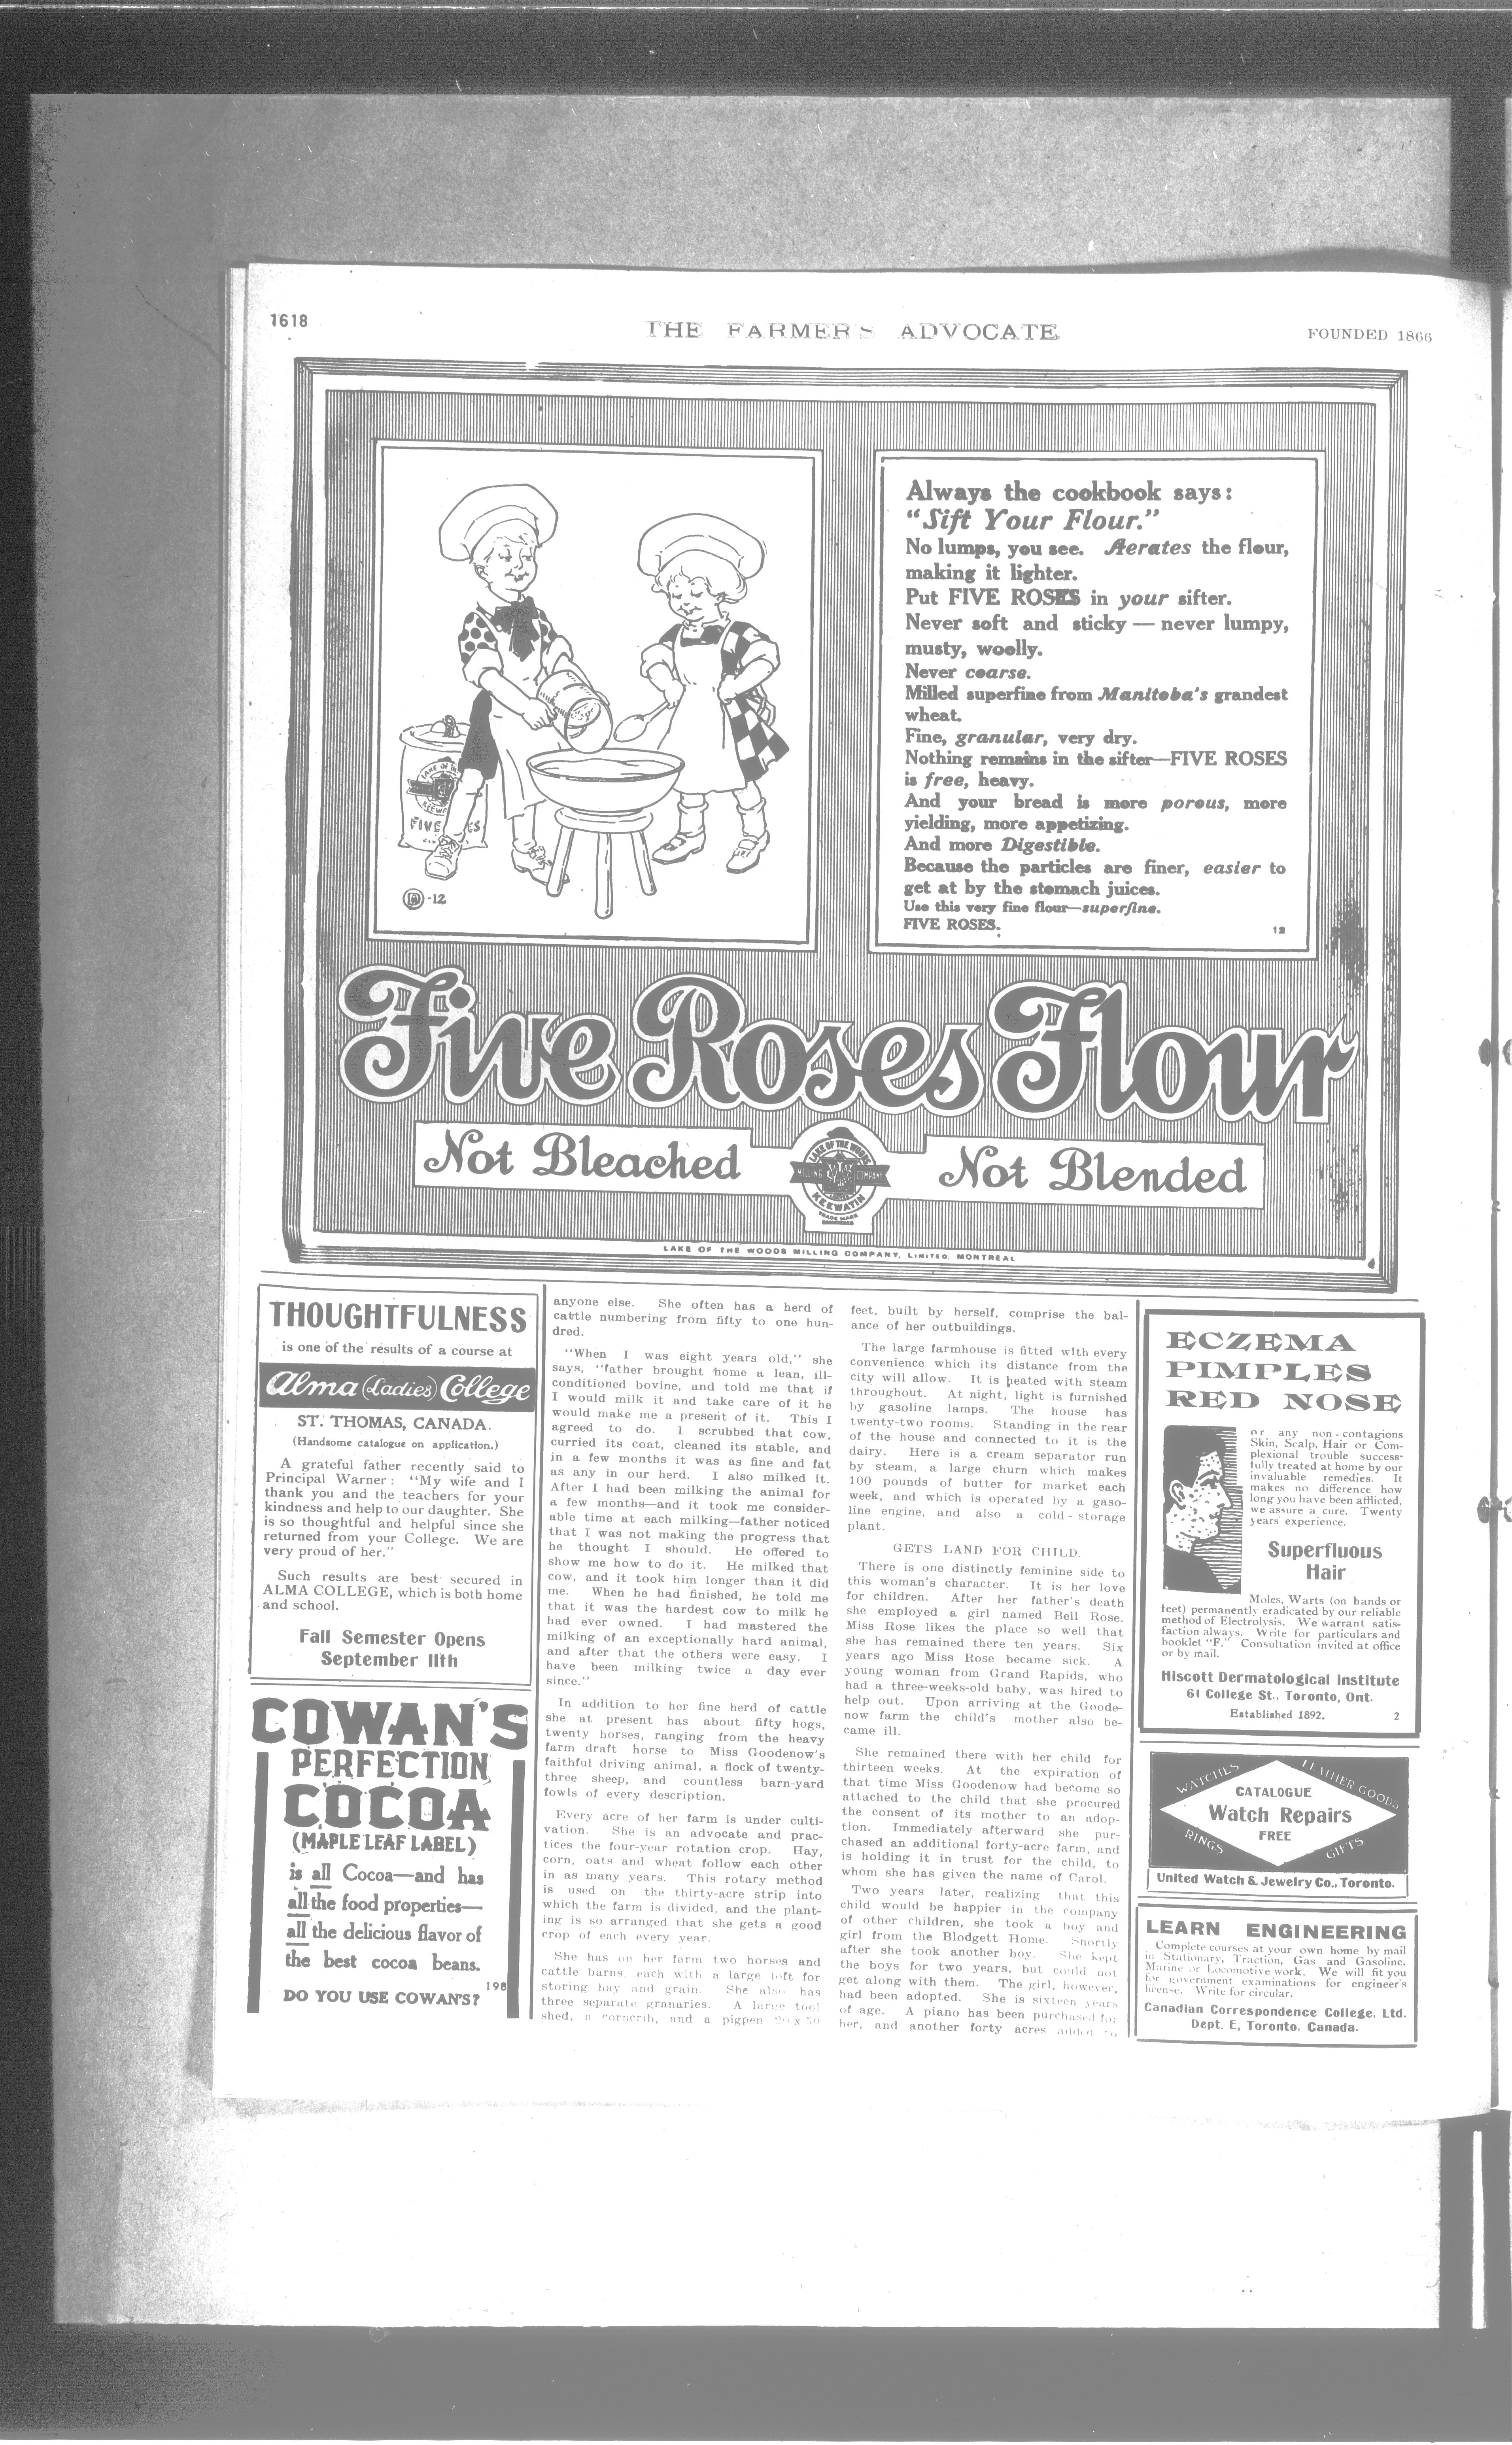 1618
THE FARMER'S ADVOCATE
FOUNDED 1866
LAKE OF TH
KEEWA
FIVE ES
-12
Always the cookbook says:
"Sift Your Flour."
No lumps, you see. Aerates the flour,
making it lighter.
Put FIVE ROSES in your sifter.
Never soft and sticky — never lumpy,
musty, woolly.
Never coarse.
Milled superfine from Manitoba's grandest
wheat.
Fine, granular, very dry.
Nothing remains in the sifter—FIVE ROSES
is free, heavy.
And your bread is more porous, more
yielding, more appetizing.
And more Digestible.
Because the particles are finer, easier to
get at by the stomach juices.
Use this very fine flour—superfine.
FIVE ROSES.
12
Five Roses Flour
Not Bleached
LAKE OF THE WOODS
MILLING COMPANY
KEEWATIN
TRADE MARK
REGISTERED
Not Blended
LAKE OF THE WOODS MILLING COMPANY, LIMITED, MONTREAL
THOUGHTFULNESS
is one of the results of a course at
Alma (Ladies) College
ST. THOMAS, CANADA.
(Handsome catalogue on application.)
A grateful father recently said to
Principal Warner: "My wife and I
thank you and the teachers for your
kindness and help to our daughter. She
is so thoughtful and helpful since she
returned from your College. We are
very proud of her."
Such results are best secured in
ALMA COLLEGE, which is both home
and school.
Fall Semester Opens
September 11th
COWAN'S
PERFECTION
COCOA
(MAPLE LEAF LABEL)
is all Cocoa—and has
all the food properties—
all the delicious flavor of
the best cocoa beans.
198
DO YOU USE COWAN'S?
anyone else. She often has a herd of
cattle numbering from fifty to one hun-
dred.
"When I was eight years old," she
says, "father brought home a lean, ill-
conditioned bovine, and told me that if
I would milk it and take care of it he
would make me a present of it. This I
agreed to do. I scrubbed that cow,
curried its coat, cleaned its stable, and
in a few months it was as fine and fat
as any in our herd. I also milked it.
After I had been milking the animal for
a few months—and it took me consider-
able time at each milking—father noticed
that I was not making the progress that
he thought I should. He offered to
show me how to do it. He milked that
cow, and it took him longer than it did
me. When he had finished, he told me
that it was the hardest cow to milk he
had ever owned. I had mastered the
milking of an exceptionally hard animal,
and after that the others were easy. I
have been milking twice a day ever
since."
In addition to her fine herd of cattle
she at present has about fifty hogs,
twenty horses, ranging from the heavy
farm draft horse to Miss Goodenow's
faithful driving animal, a flock of twenty-
three sheep, and countless barn-yard
fowls of every description.
Every acre of her farm is under culti-
vation. She is an advocate and prac-
tices the four-year rotation crop. Hay,
corn, oats and wheat follow each other
in as many years. This rotary method
is used on the thirty-acre strip into
which the farm is divided, and the plant-
ing is so arranged that she gets a good
crop of each every year.
She has on her farm two horses and
cattle barns, each with a large loft for
storing hay and grain. She also has
three separate granaries. A large tool
shed, a corncrib, and a pigpen 20 x 50
feet, built by herself, comprise the bal-
ance of her outbuildings.
The large farmhouse is fitted with every
convenience which its distance from the
city will allow. It is heated with steam
throughout. At night, light is furnished
by gasoline lamps. The house has
twenty-two rooms. Standing in the rear
of the house and connected to it is the
dairy. Here is a cream separator run
by steam, a large churn which makes
100 pounds of butter for market each
week, and which is operated by a gaso-
line engine, and also a cold-storage
plant.
GETS LAND FOR CHILD.
There is one distinctly feminine side to
this woman's character. It is her love
for children. After her father's death
she employed a girl named Bell Rose.
Miss Rose likes the place so well that
she has remained there ten years. Six
years ago Miss Rose became sick. A
young woman from Grand Rapids, who
had a three-weeks-old baby, was hired to
help out. Upon arriving at the Goode-
now farm the child's mother also be-
came ill.
She remained there with her child for
thirteen weeks. At the expiration of
that time Miss Goodenow had become so
attached to the child that she procured
the consent of its mother to an adop-
tion. Immediately afterward she pur-
chased an additional forty-acre farm, and
is holding it in trust for the child, to
whom she has given the name of Carol.
Two years later, realizing that this
child would be happier in the company
of other children, she took a boy and
girl from the Blodgett Home. Shortly
after she took another boy. She kept
the boys for two years, but could not
get along with them. The girl, however,
had been adopted. She is sixteen years
of age. A piano has been purchased for
her, and another forty acres added to
ECZEMA
PIMPLES
RED NOSE
or any non-contagions
Skin, Scalp, Hair or Com-
plexional trouble success-
fully treated at home by our
invaluable remedies. It
makes no difference how
long you have been afflicted,
we assure a cure. Twenty
years' experience.
Superfluous
Hair
Moles, Warts (on hands or
feet) permanently eradicated by our reliable
method of Electrolysis. We warrant satis-
faction always. Write for particulars and
booklet "F." Consultation invited at office
or by mail.
Hiscott Dermatological Institute
61 College St., Toronto, Ont.
Established 1892. 2
WATCHES
LEATHER GOODS
CATALOGUE
Watch Repairs
FREE
RINGS
GIFTS
United Watch & Jewelry Co., Toronto.
LEARN ENGINEERING
Complete courses at your own home by mail
in Stationary, Traction, Gas and Gasoline,
Marine or Locomotive work. We will fit you
for government examinations for engineer's
license. Write for circular.
Canadian Correspondence College, Ltd.
Dept. E, Toronto, Canada.